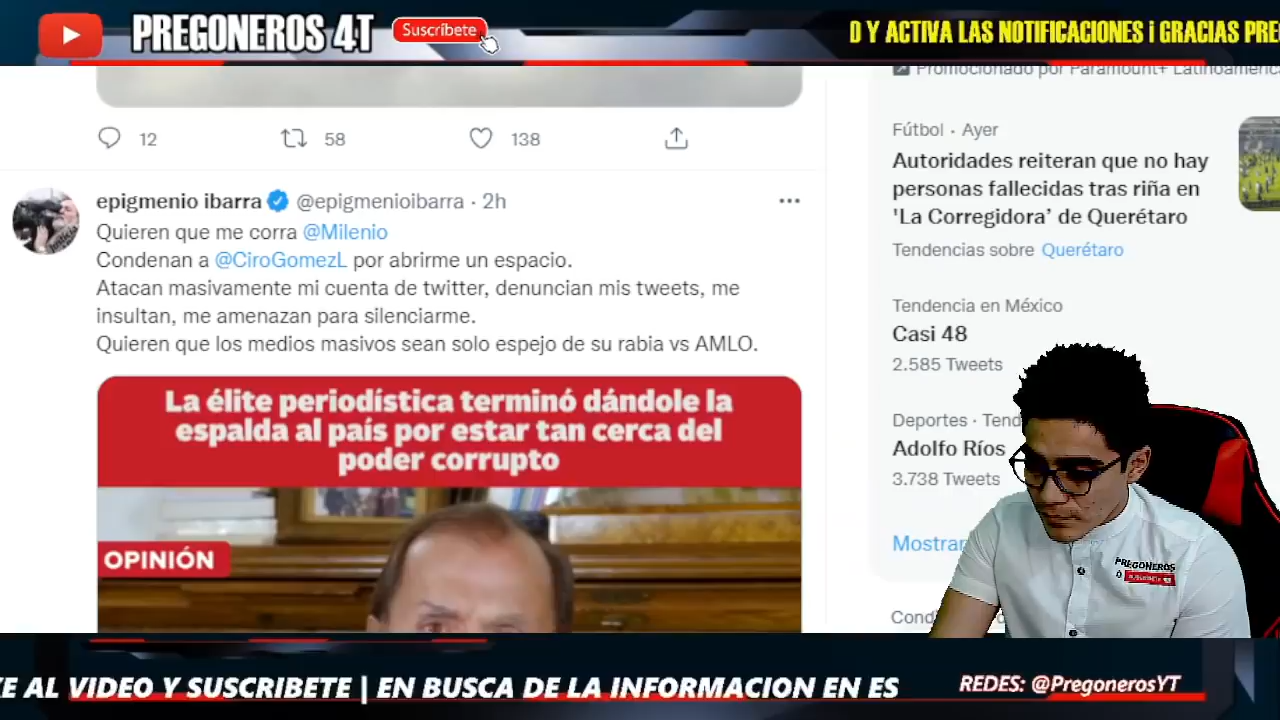 PREGONEROS 4T
Suscríbete
D Y ACTIVA LAS NOTIFICACIONES ¡ GRACIAS PRE
Promocionado por Paramount+ Latinoamérica
12
58
138
epigmenio ibarra @epigmenioibarra · 2h
Quieren que me corra @Milenio
Condenan a @CiroGomezL por abrirme un espacio.
Atacan masivamente mi cuenta de twitter, denuncian mis tweets, me
insultan, me amenazan para silenciarme.
Quieren que los medios masivos sean solo espejo de su rabia vs AMLO.
La élite periodística terminó dándole la
espalda al país por estar tan cerca del
poder corrupto
OPINIÓN
Fútbol · Ayer
Autoridades reiteran que no hay
personas fallecidas tras riña en
'La Corregidora’ de Querétaro
Tendencias sobre Querétaro
Tendencia en México
Casi 48
2.585 Tweets
Deportes · Tend
Adolfo Ríos
3.738 Tweets
Mostrar
PREGONEROS
KE AL VIDEO Y SUSCRIBETE | EN BUSCA DE LA INFORMACION EN ES
REDES: @PregonerosYT